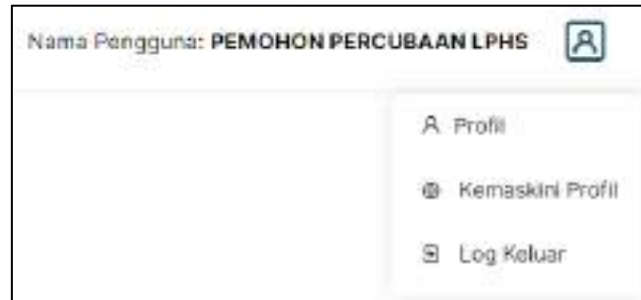 Nama Pengguna: PEMOHON PERCUBAAN LPHS
Profil
Kemaskini Profil
Log Keluar